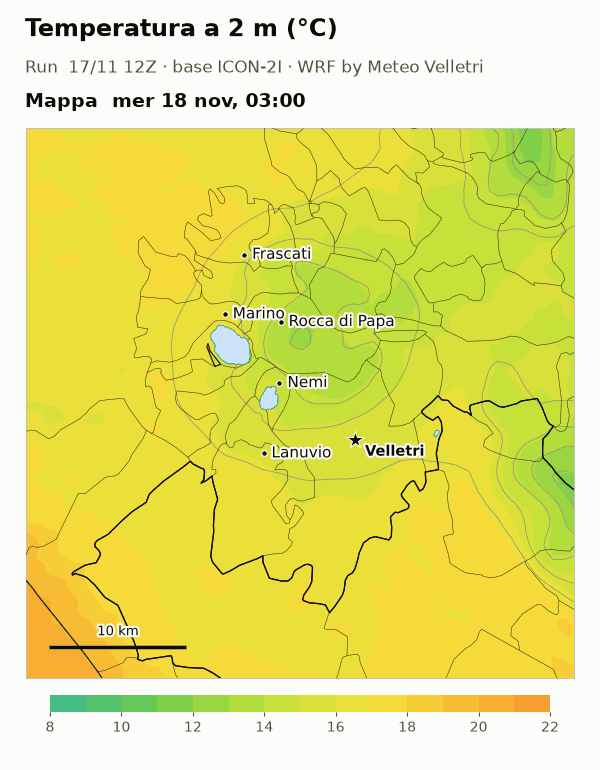 Temperatura a 2 m (°C)
Run  17/11 12Z · base ICON-2I · WRF by Meteo Velletri
Mappa  mer 18 nov, 03:00
Frascati
Marino
Rocca di Papa
Nemi
Velletri
Lanuvio
10 km
8 10 12 14 16 18 20 22